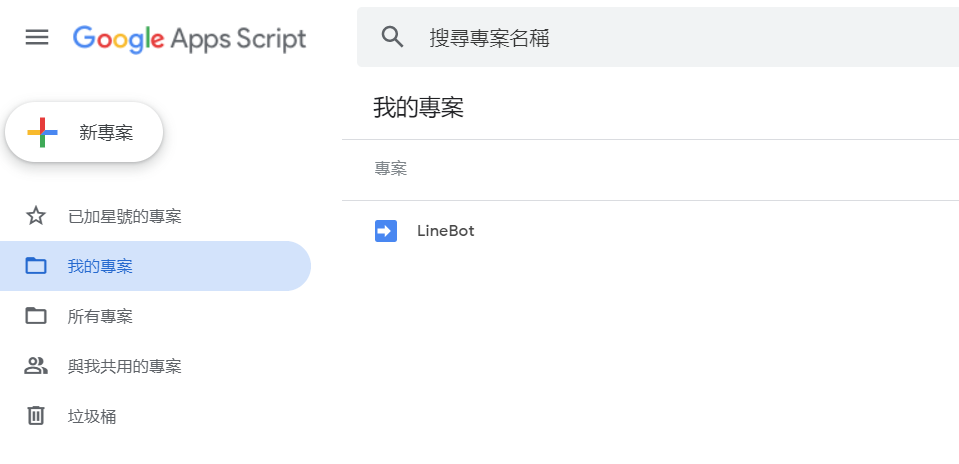 Google Apps Script
搜尋專案名稱
新專案
我的專案
專案
已加星號的專案
LineBot
我的專案
所有專案
與我共用的專案
垃圾桶